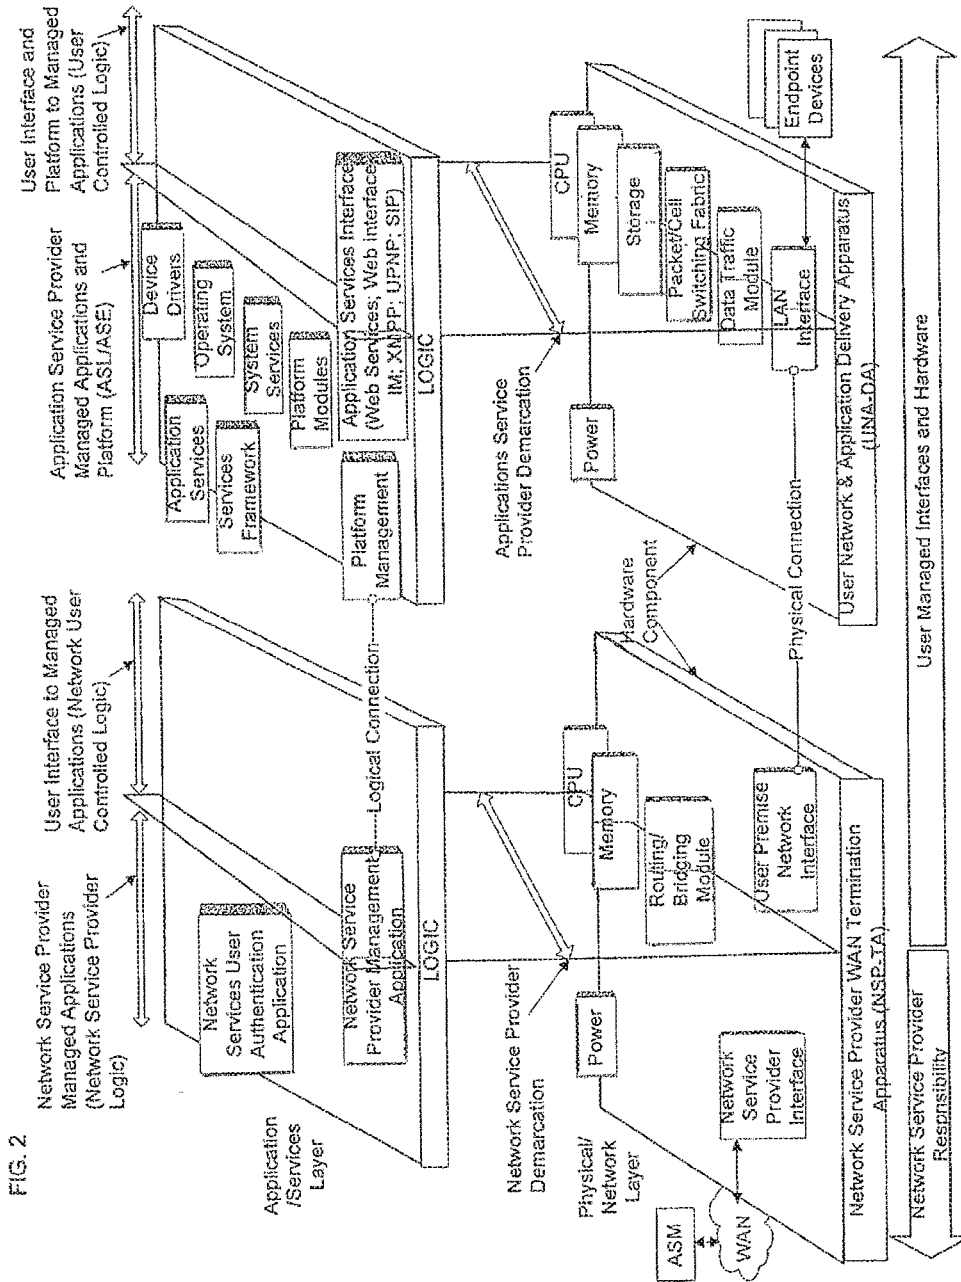 FIG. 2
Network Service Provider
Managed Applications
(Network Service Provider
Logic)
User Interface to Managed
Applications (Network User
Controlled Logic)
Application Service Provider
Managed Applications and
Platform (ASL/ASE)
User Interface and
Platform to Managed
Applications (User
Controlled Logic)
Application
/Services
Layer
Network
Services User
Authentication
Application
Network Service
Provider Management
Application
LOGIC
Logical Connection
Application
Services
Services
Framework
Platform
Management
Device
Drivers
Operating
System
System
Services
Platform
Modules
Application Services Interface
(Web Services; Web interface;
IM; XMPP; UPNP; SIP)
LOGIC
Network Service Provider
Demarcation
Applications Service
Provider Demarcation
Physical/
Network
Layer
ASM
WAN
Network
Service
Provider
Interface
Power
CPU
Memory
Routing/
Bridging
Module
User Premise
Network
Interface
Network Service Provider WAN Termination
Apparatus (NSP-TA)
Hardware
Component
Physical Connection
Power
CPU
Memory
Storage
Packet/Cell
Switching Fabric
Data Traffic
Module
LAN
Interface
Endpoint
Devices
User Network & Application Delivery Apparatus
(UNA-DA)
Network Service Provider
Respnsibility
User Managed Interfaces and Hardware